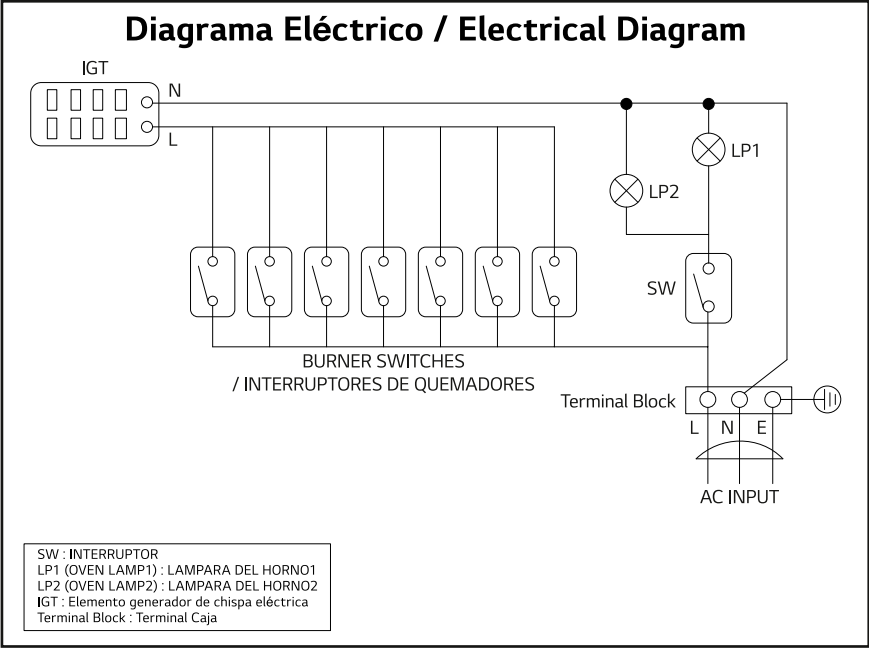 Diagrama Eléctrico / Electrical Diagram
IGT
N
L
LP1
LP2
SW
BURNER SWITCHES
/ INTERRUPTORES DE QUEMADORES
Terminal Block
L N E
AC INPUT
SW : INTERRUPTOR
LP1 (OVEN LAMP1) : LAMPARA DEL HORNO1
LP2 (OVEN LAMP2) : LAMPARA DEL HORNO2
IGT : Elemento generador de chispa eléctrica
Terminal Block : Terminal Caja